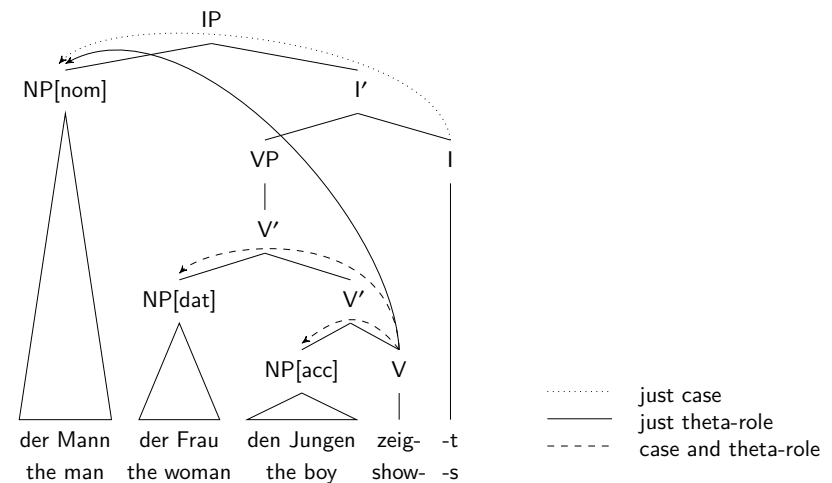 IP
NP[nom] I′
VP I
V′
NP[dat] V′
NP[acc] V
just case
just theta-role
der Mann der Frau den Jungen zeig- -t
case and theta-role
the man the woman the boy show- -s